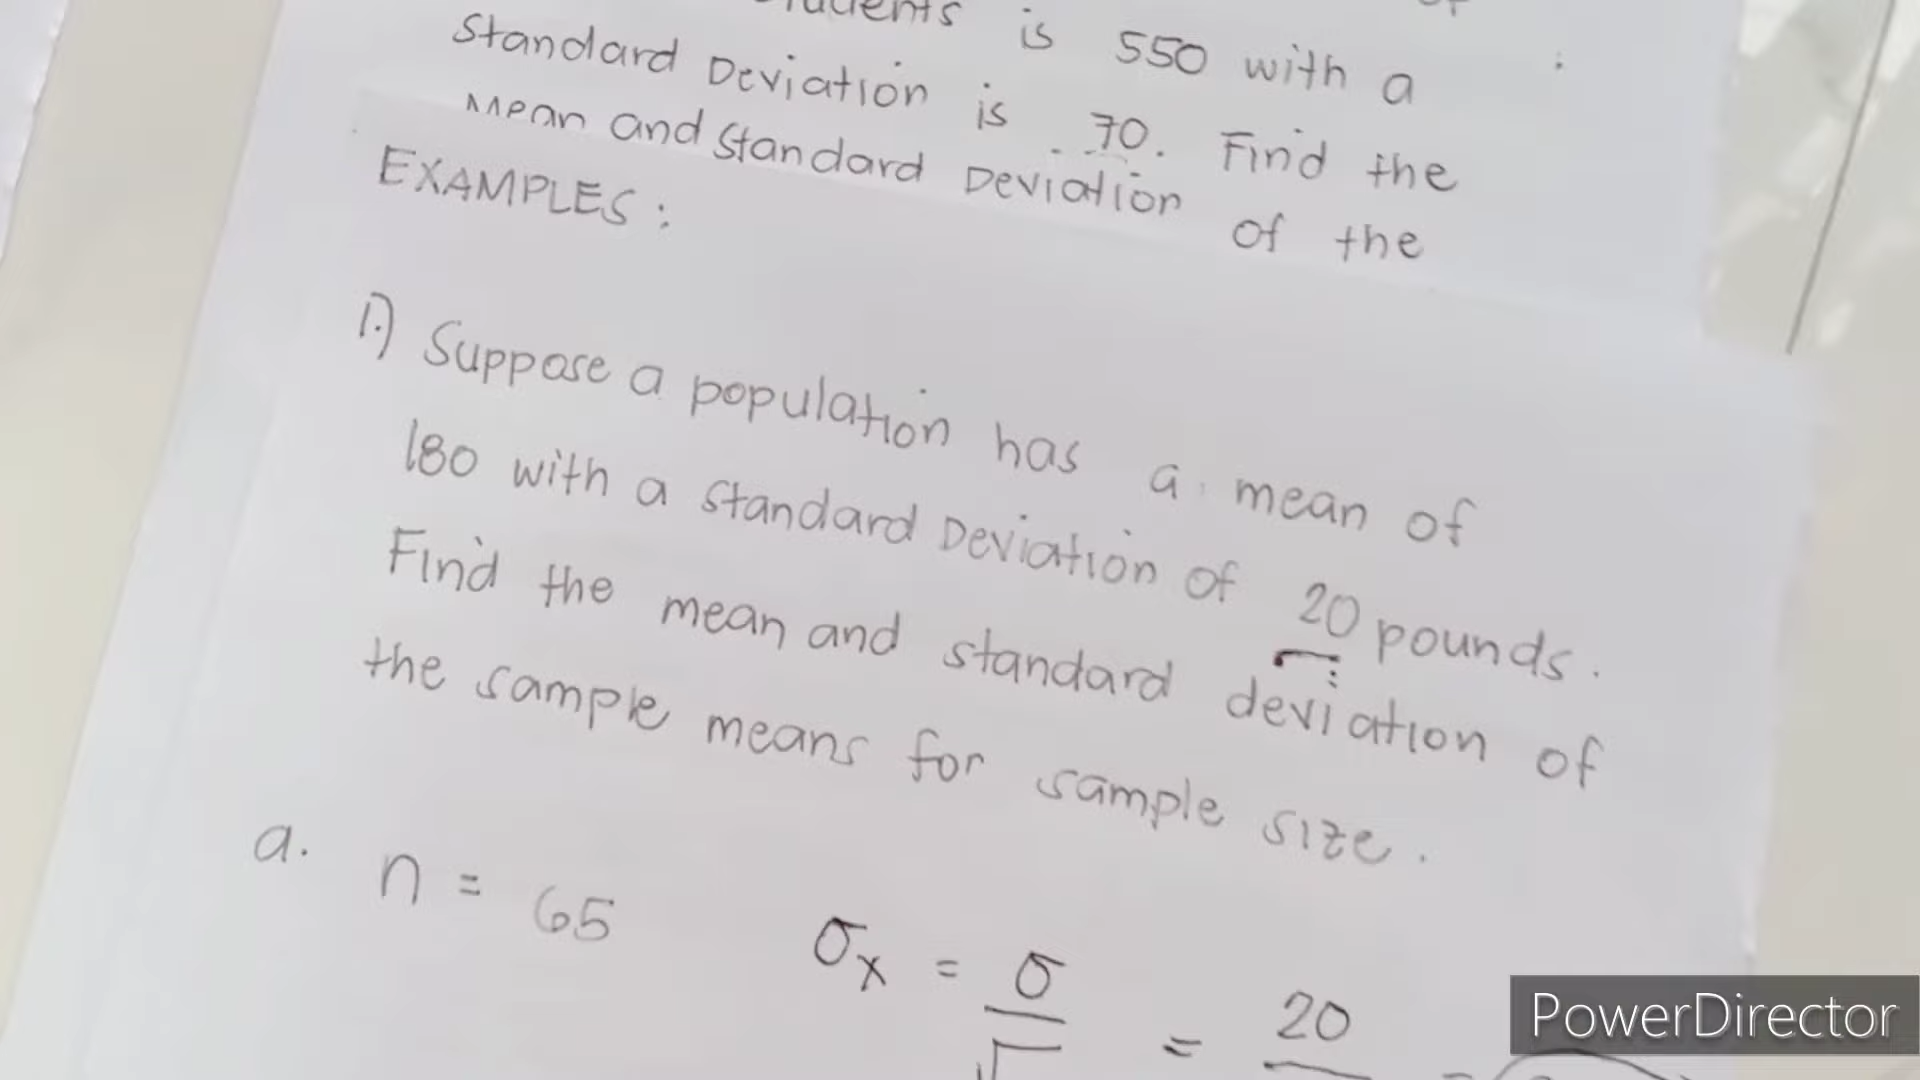 is 550 with a
Standard Deviation is 70. Find the
Mean and Standard Deviation of the
EXAMPLES:
1.) Suppose a population has a mean of
180 with a Standard Deviation of 20 pounds.
Find the mean and standard deviation of
the sample means for sample size.
a. n = 65 σx = σ/√ = 20
PowerDirector